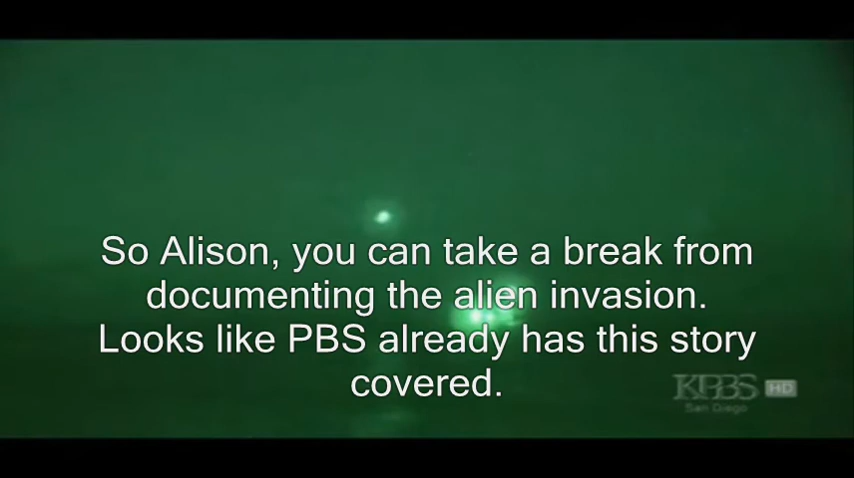 So Alison, you can take a break from
documenting the alien invasion.
Looks like PBS already has this story
covered.
KPBS HD
San Diego